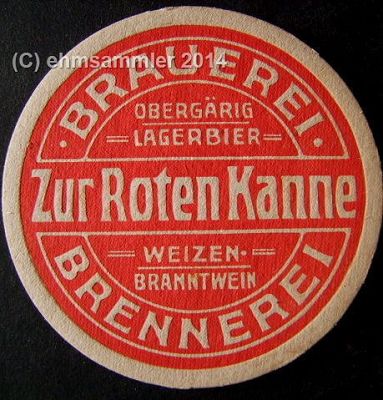 (C) ehmsammler 2014
· BRAUEREI ·
OBERGÄRIG
LAGERBIER
Zur Roten Kanne
WEIZEN-
BRANNTWEIN
BRENNEREI